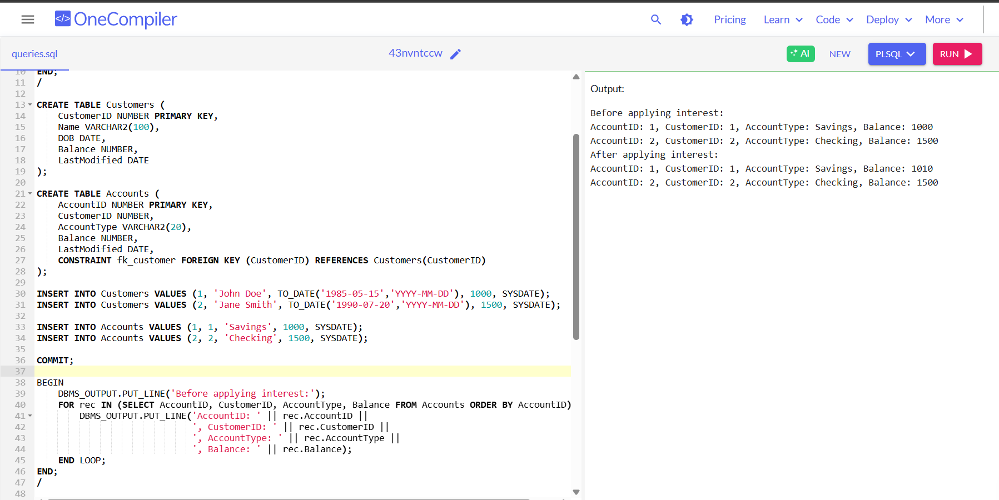 </> OneCompiler
Pricing Learn Code Deploy More
queries.sql
43nvntccw
AI NEW PLSQL RUN
10 END;
11 /
12
13 CREATE TABLE Customers (
14     CustomerID NUMBER PRIMARY KEY,
15     Name VARCHAR2(100),
16     DOB DATE,
17     Balance NUMBER,
18     LastModified DATE
19 );
20
21 CREATE TABLE Accounts (
22     AccountID NUMBER PRIMARY KEY,
23     CustomerID NUMBER,
24     AccountType VARCHAR2(20),
25     Balance NUMBER,
26     LastModified DATE,
27     CONSTRAINT fk_customer FOREIGN KEY (CustomerID) REFERENCES Customers(CustomerID)
28 );
29
30 INSERT INTO Customers VALUES (1, 'John Doe', TO_DATE('1985-05-15','YYYY-MM-DD'), 1000, SYSDATE);
31 INSERT INTO Customers VALUES (2, 'Jane Smith', TO_DATE('1990-07-20','YYYY-MM-DD'), 1500, SYSDATE);
32
33 INSERT INTO Accounts VALUES (1, 1, 'Savings', 1000, SYSDATE);
34 INSERT INTO Accounts VALUES (2, 2, 'Checking', 1500, SYSDATE);
35
36 COMMIT;
37
38 BEGIN
39     DBMS_OUTPUT.PUT_LINE('Before applying interest:');
40     FOR rec IN (SELECT AccountID, CustomerID, AccountType, Balance FROM Accounts ORDER BY AccountID)
41         DBMS_OUTPUT.PUT_LINE('AccountID: ' || rec.AccountID ||
42                              ', CustomerID: ' || rec.CustomerID ||
43                              ', AccountType: ' || rec.AccountType ||
44                              ', Balance: ' || rec.Balance);
45     END LOOP;
46 END;
47 /
48
Output:
Before applying interest:
AccountID: 1, CustomerID: 1, AccountType: Savings, Balance: 1000
AccountID: 2, CustomerID: 2, AccountType: Checking, Balance: 1500
After applying interest:
AccountID: 1, CustomerID: 1, AccountType: Savings, Balance: 1010
AccountID: 2, CustomerID: 2, AccountType: Checking, Balance: 1500